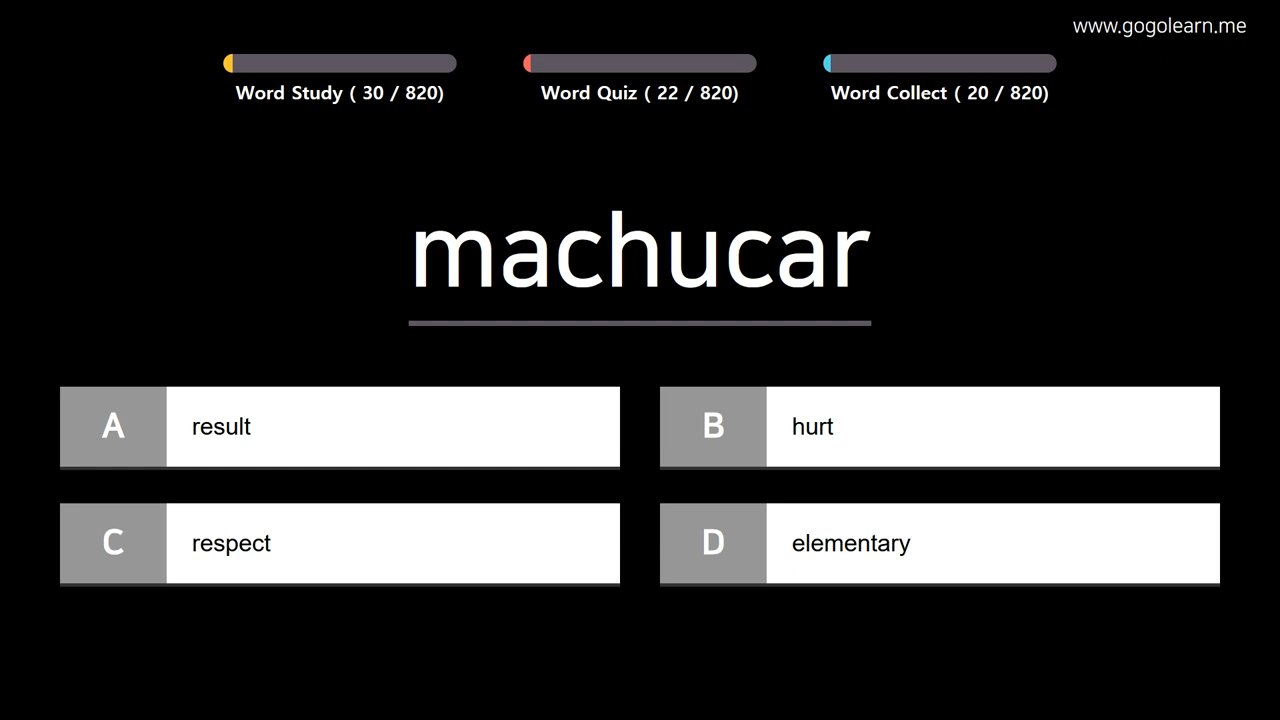 www.gogolearn.me
Word Study ( 30 / 820)
Word Quiz ( 22 / 820)
Word Collect ( 20 / 820)
machucar
A result
B hurt
C respect
D elementary